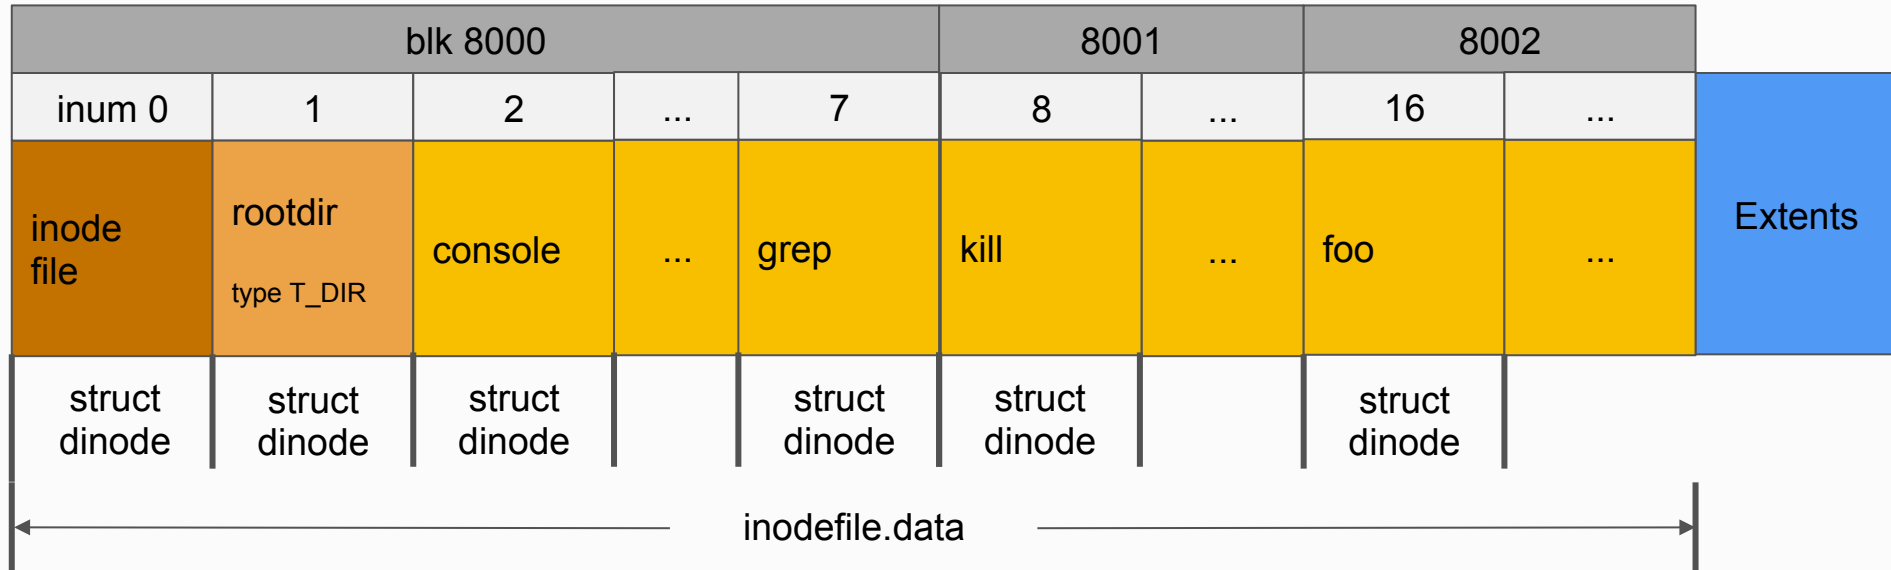 blk 8000 8001 8002
inum 0 1 2 ... 7 8 ... 16 ...
inode
file
rootdir
type T_DIR
console
...
grep
kill
...
foo
...
Extents
struct
dinode
struct
dinode
struct
dinode
struct
dinode
struct
dinode
struct
dinode
inodefile.data